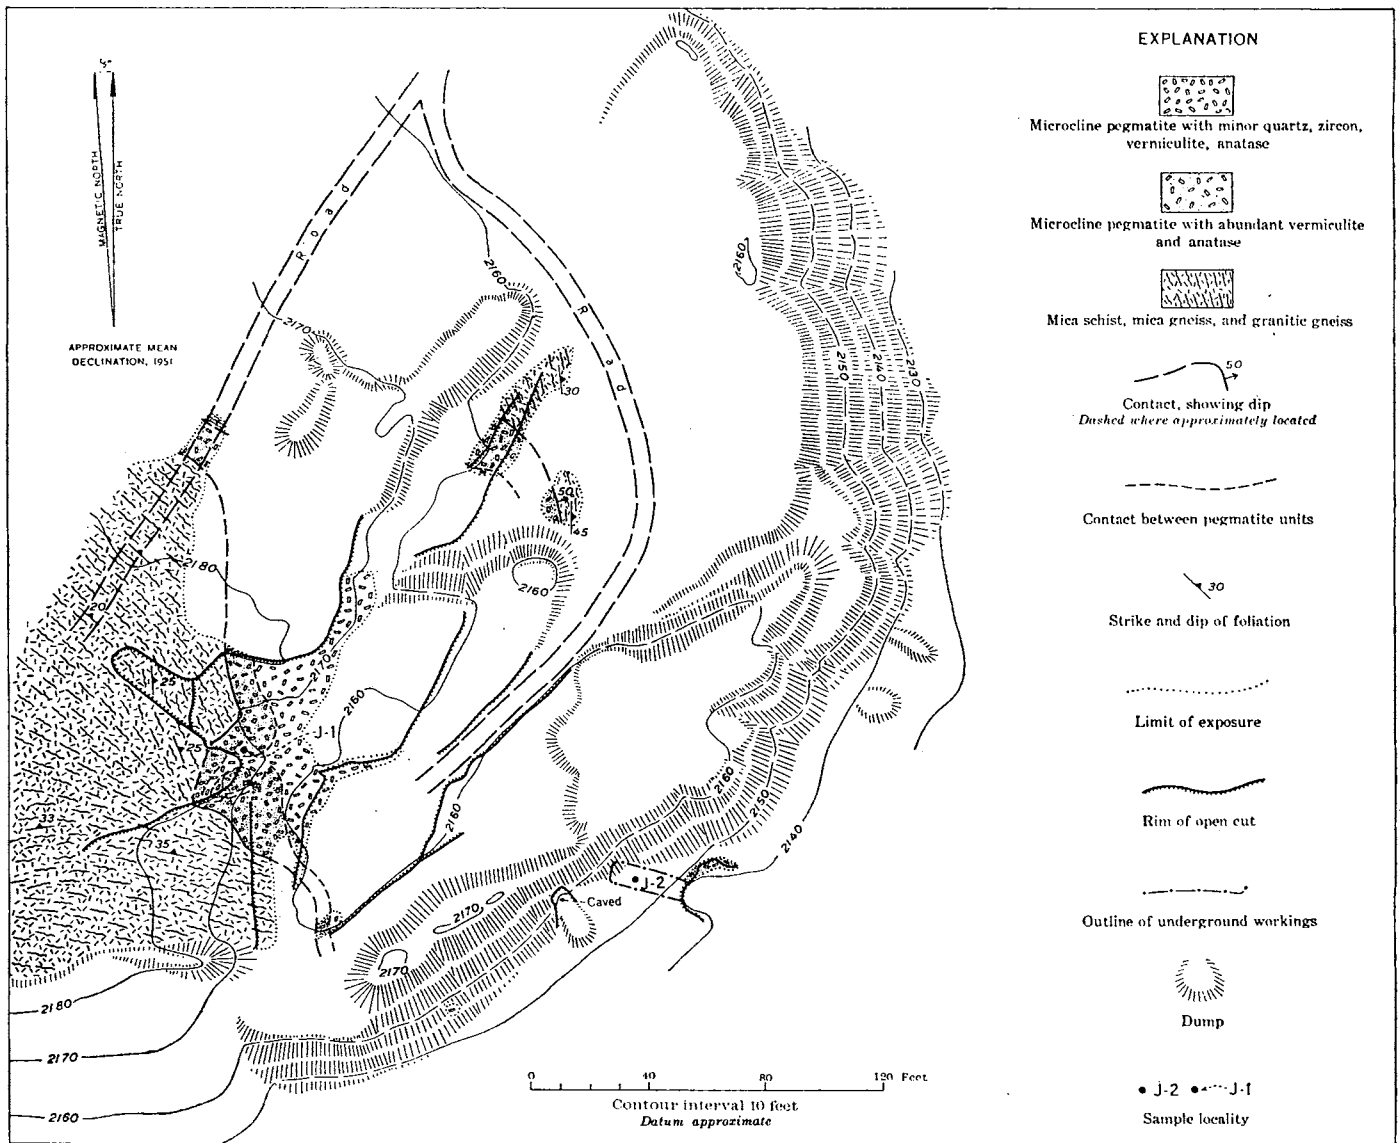 EXPLANATION
Microcline pegmatite with minor quartz, zircon,
vermiculite, anatase
Microcline pegmatite with abundant vermiculite
and anatase
Mica schist, mica gneiss, and granitic gneiss
50
Contact, showing dip
Dashed where approximately located
Contact between pegmatite units
30
Strike and dip of foliation
Limit of exposure
Rim of open cut
Outline of underground workings
Dump
J-2 J-1
Sample locality
MAGNETIC NORTH
TRUE NORTH
APPROXIMATE MEAN
DECLINATION, 1951
Road
Road
2160
2170
2160
2150
2140
2130
30
50
45
2180
2160
20
25
2170
2160
J-1
25
33
35
2160
2160
2150
2140
J-2
Caved
2170
2170
2180
2170
2160
0 40 80 120 Feet
Contour interval 10 feet
Datum approximate